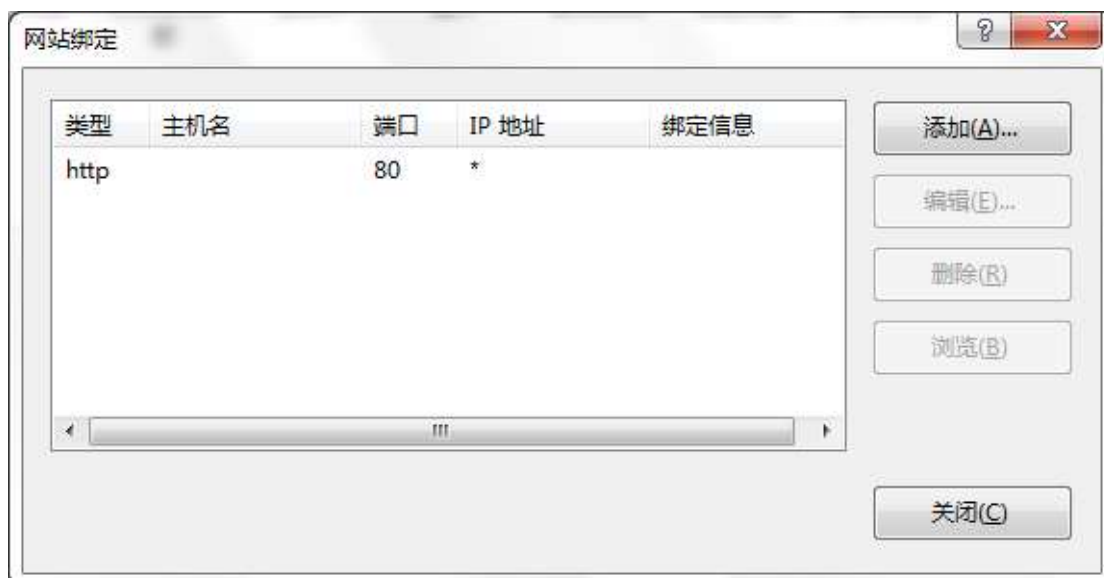 网站绑定
类型 主机名 端口 IP 地址 绑定信息
http 80 *
添加(A)...
编辑(E)...
删除(R)
浏览(B)
关闭(C)